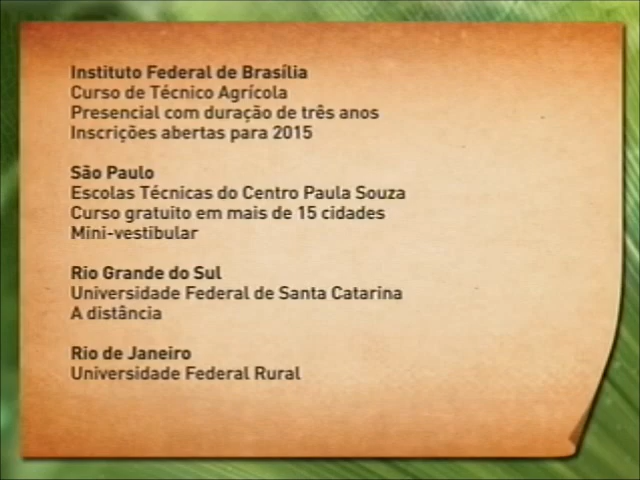 Instituto Federal de Brasília
Curso de Técnico Agrícola
Presencial com duração de três anos
Inscrições abertas para 2015
São Paulo
Escolas Técnicas do Centro Paula Souza
Curso gratuito em mais de 15 cidades
Mini-vestibular
Rio Grande do Sul
Universidade Federal de Santa Catarina
A distância
Rio de Janeiro
Universidade Federal Rural